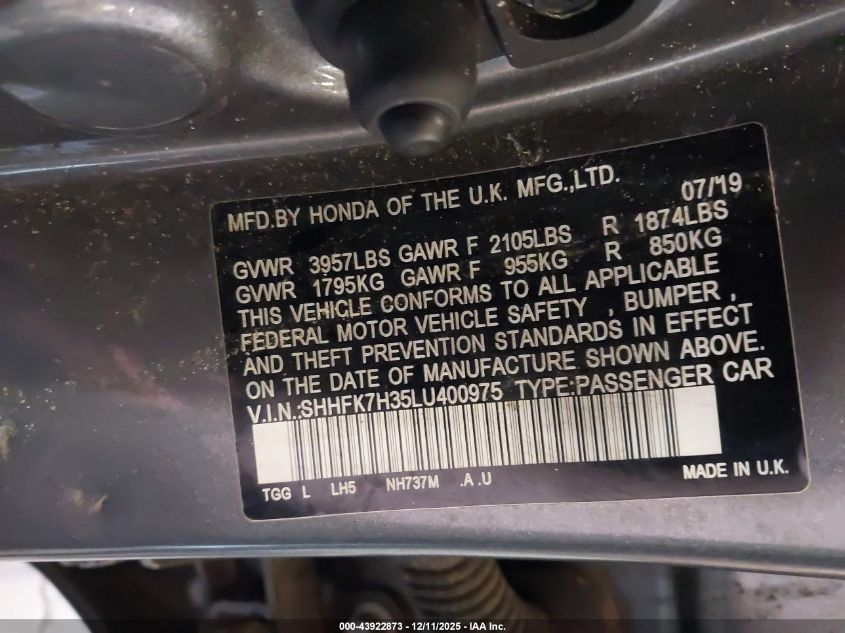 MFD.BY HONDA OF THE U.K. MFG.,LTD. 07/19
GVWR 3957LBS GAWR F 2105LBS R 1874LBS
GVWR 1795KG GAWR F 955KG R 850KG
THIS VEHICLE CONFORMS TO ALL APPLICABLE
FEDERAL MOTOR VEHICLE SAFETY , BUMPER ,
AND THEFT PREVENTION STANDARDS IN EFFECT
ON THE DATE OF MANUFACTURE SHOWN ABOVE.
V.I.N.:SHHFK7H35LU400975 TYPE:PASSENGER CAR
TGG L LH5 NH737M .A .U MADE IN U.K.
000-43922873 - 12/11/2025 - IAA Inc.